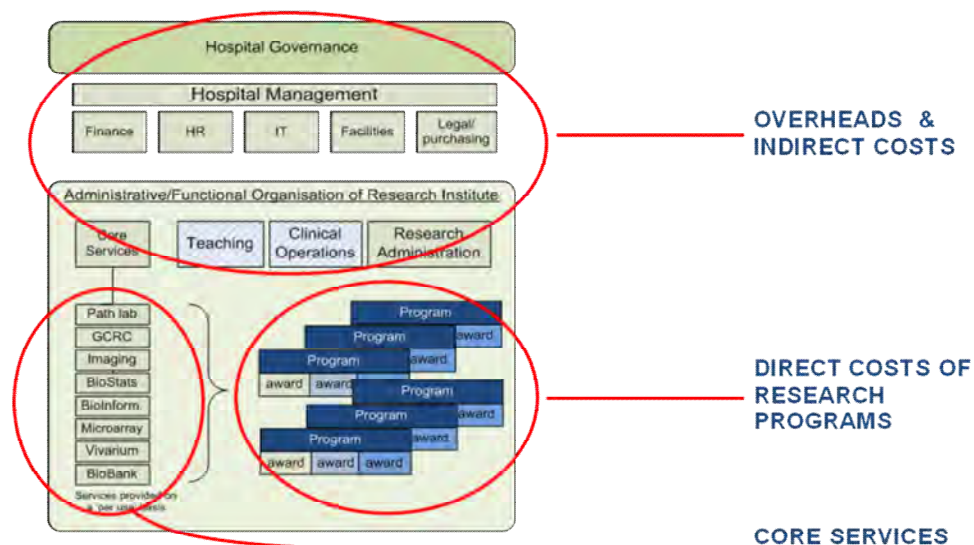 Hospital Governance
Hospital Management
Finance
HR
IT
Facilities
Legal/
purchasing
OVERHEADS &
INDIRECT COSTS
Administrative/Functional Organisation of Research Institute
Core
Services
Teaching
Clinical
Operations
Research
Administration
Path lab
GCRC
Imaging
BioStats
BioInform.
Microarray
Vivarium
BioBank
Services provided on
a 'per use' basis
Program
Program
award
Program
award
award
award
Program
Program
award
Program
award
award
award
award
DIRECT COSTS OF
RESEARCH
PROGRAMS
CORE SERVICES